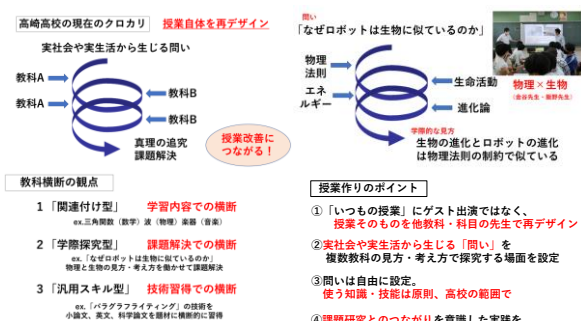 高崎高校の現在のクロカリ 授業自体を再デザイン
実社会や実生活から生じる問い
教科A
教科A
教科B
教科B
真理の追究
課題解決
授業改善に
つながる！
問い
「なぜロボットは生物に似ているのか」
物理
法則
エネ
ルギー
生命活動
進化論
物理×生物
学際的な見方
生物の進化とロボットの進化
は物理法則の制約で似ている
教科横断の観点
1 「関連付け型」 学習内容での横断
ex.三角関数（数学）波（物理）楽器（音楽）
2 「学際探究型」 課題解決での横断
ex.「なぜロボットは生物に似ているのか」
物理と生物の見方・考え方を働かせて課題解決
3 「汎用スキル型」 技術習得での横断
ex.「パラグラフライティング」の技術を
小論文、英文、科学論文を題材に横断的に習得
授業作りのポイント
①「いつもの授業」にゲスト出演ではなく、
授業そのものを他教科・科目の先生で再デザイン
②実社会や実生活から生じる「問い」を
複数教科の見方・考え方で探究する場面を設定
③問いは自由に設定。
使う知識・技能は原則、高校の範囲で
④課題研究とのつながりを意識した実践を